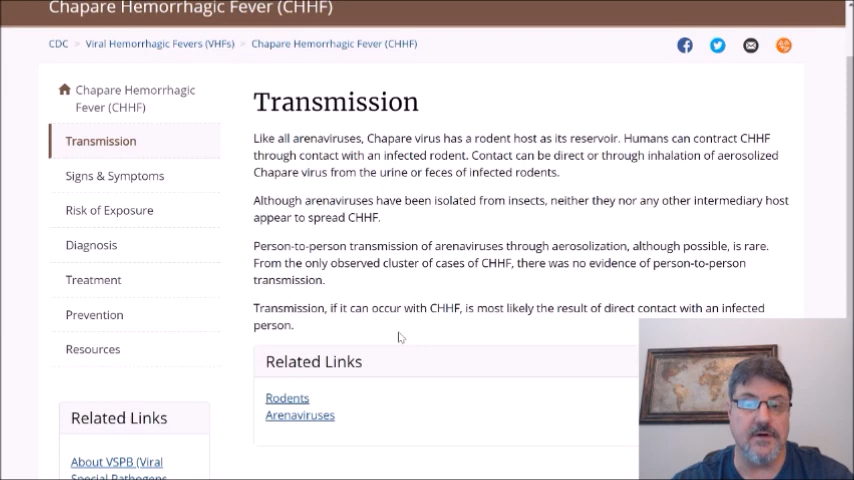 Chapare Hemorrhagic Fever (CHHF)
CDC > Viral Hemorrhagic Fevers (VHFs) > Chapare Hemorrhagic Fever (CHHF)
Chapare Hemorrhagic
Fever (CHHF)
Transmission
Signs & Symptoms
Risk of Exposure
Diagnosis
Treatment
Prevention
Resources
Related Links
About VSPB (Viral
Special Pathogens
Transmission
Like all arenaviruses, Chapare virus has a rodent host as its reservoir. Humans can contract CHHF
through contact with an infected rodent. Contact can be direct or through inhalation of aerosolized
Chapare virus from the urine or feces of infected rodents.
Although arenaviruses have been isolated from insects, neither they nor any other intermediary host
appear to spread CHHF.
Person-to-person transmission of arenaviruses through aerosolization, although possible, is rare.
From the only observed cluster of cases of CHHF, there was no evidence of person-to-person
transmission.
Transmission, if it can occur with CHHF, is most likely the result of direct contact with an infected
person.
Related Links
Rodents
Arenaviruses